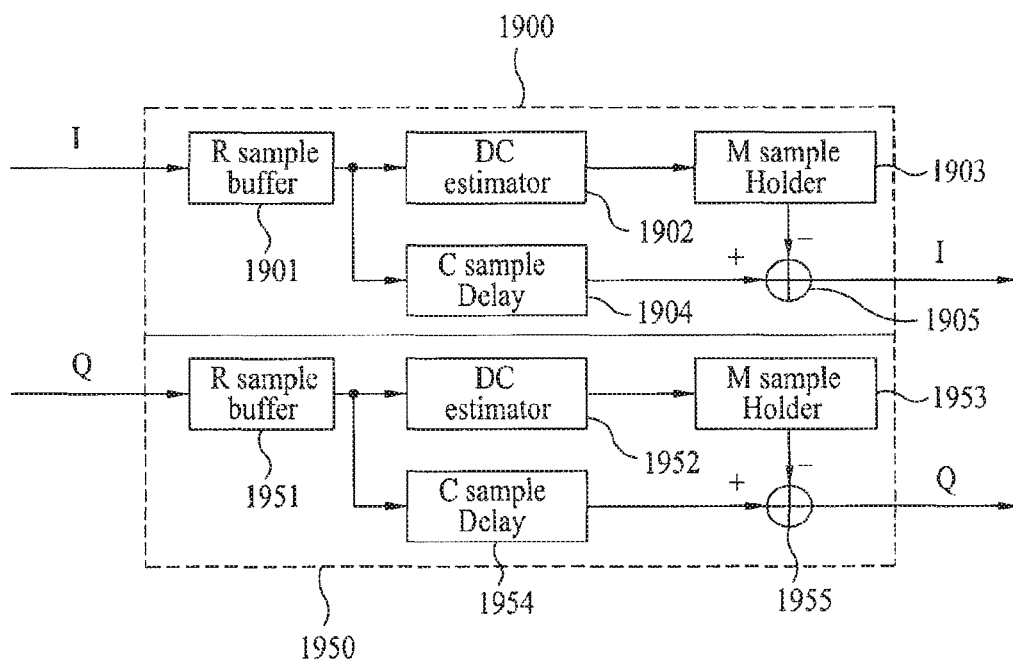 1900
I
R sample
buffer
DC
estimator
M sample
Holder
1903
1901
1902
−
C sample
Delay
+
I
1904
1905
Q
R sample
buffer
DC
estimator
M sample
Holder
1953
1951
1952
−
C sample
Delay
+
Q
1954
1955
1950